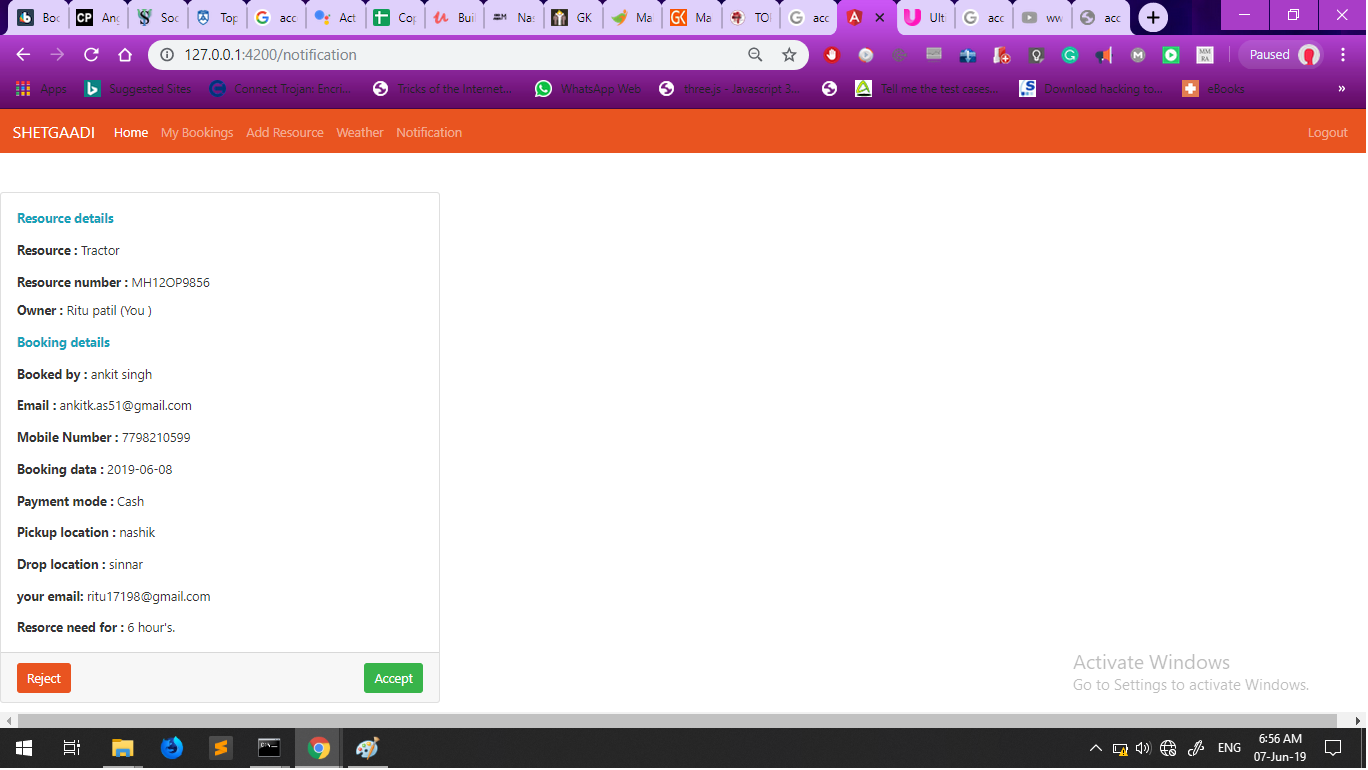 Boo
CP
Ang
Soc
Top
acc
Act
Cop
Buil
Nas
GK
Ma
GK
Ma
TO
acc
Ult
acc
ww
acc
127.0.0.1:4200/notification
Paused
Apps
Suggested Sites
Connect Trojan: Encri...
Tricks of the Internet...
WhatsApp Web
three.js - Javascript 3...
Tell me the test cases...
Download hacking to...
eBooks
»
SHETGAADI Home My Bookings Add Resource Weather Notification Logout
Resource details
Resource : Tractor
Resource number : MH12OP9856
Owner : Ritu patil (You )
Booking details
Booked by : ankit singh
Email : ankitk.as51@gmail.com
Mobile Number : 7798210599
Booking data : 2019-06-08
Payment mode : Cash
Pickup location : nashik
Drop location : sinnar
your email: ritu17198@gmail.com
Resorce need for : 6 hour's.
Reject Accept
Activate Windows
Go to Settings to activate Windows.
ENG
6:56 AM
07-Jun-19